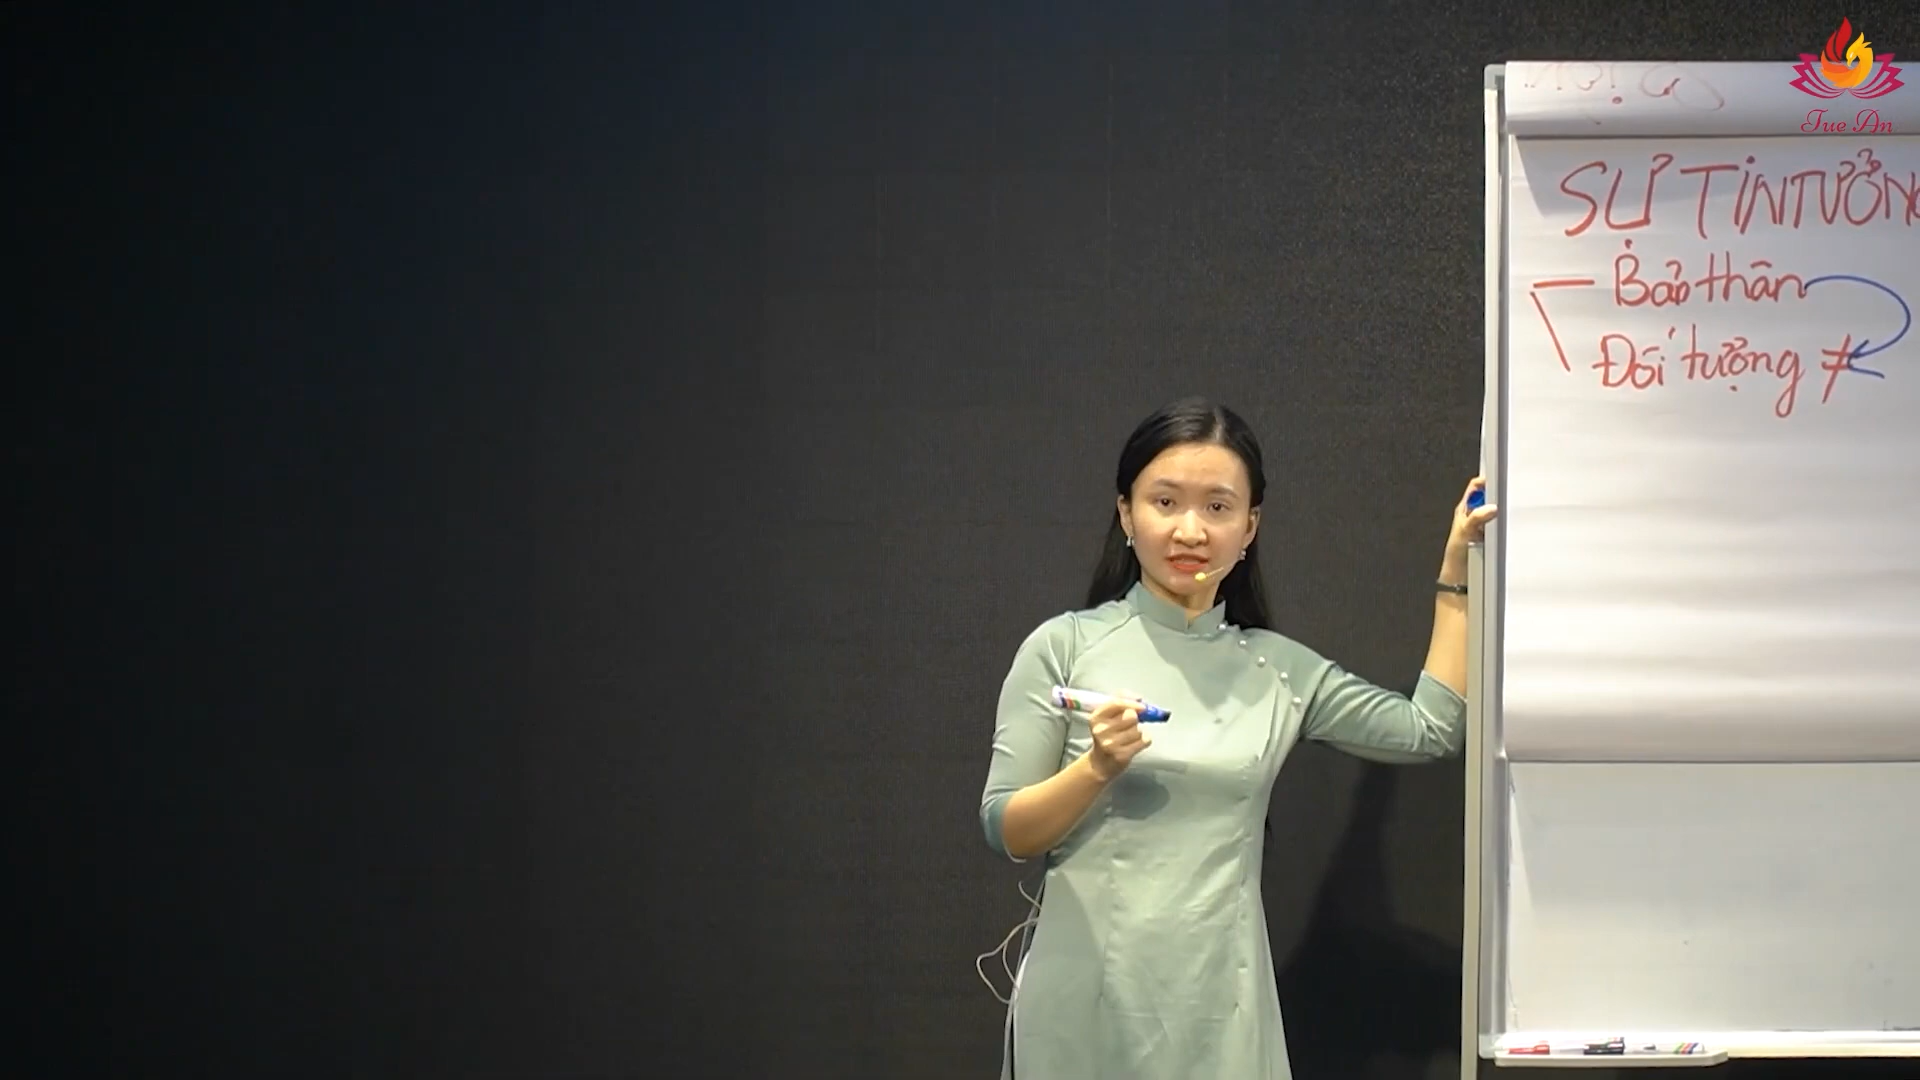 Tue An
SỰ TIN TƯỞNG
Bản thân
Đối tượng ≠